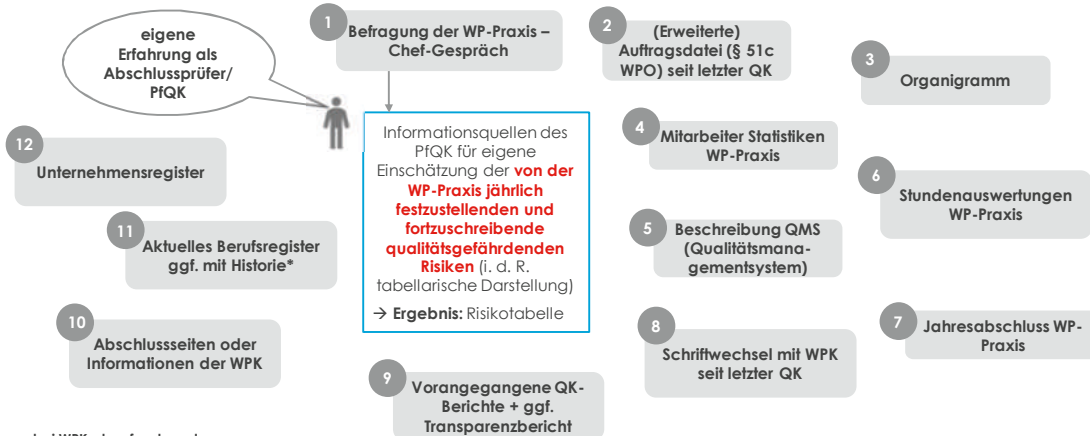 eigene
Erfahrung als
Abschlussprüfer/
PfQK
1
Befragung der WP-Praxis –
Chef-Gespräch
2
(Erweiterte)
Auftragsdatei (§ 51c
WPO) seit letzter QK
3
Organigramm
4
Mitarbeiter Statistiken
WP-Praxis
5
Beschreibung QMS
(Qualitätsmana-
gementsystem)
6
Stundenauswertungen
WP-Praxis
7
Jahresabschluss WP-
Praxis
8
Schriftwechsel mit WPK
seit letzter QK
9
Vorangegangene QK-
Berichte + ggf.
Transparenzbericht
10
Abschlussseiten oder
Informationen der WPK
11
Aktuelles Berufsregister
ggf. mit Historie*
12
Unternehmensregister
Informationsquellen des
PfQK für eigene
Einschätzung der von der
WP-Praxis jährlich
festzustellenden und
fortzuschreibende
qualitätsgefährdenden
Risiken (i. d. R.
tabellarische Darstellung)
→ Ergebnis: Risikotabelle